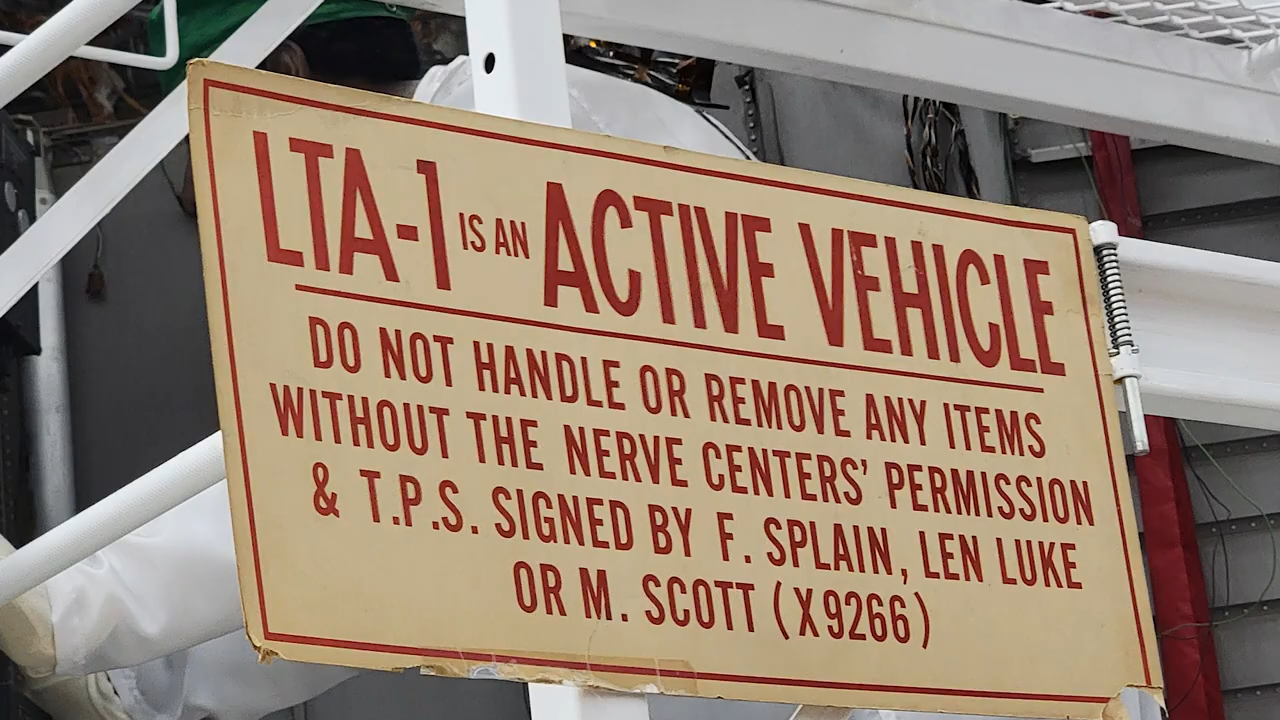 LTA-1 IS AN ACTIVE VEHICLE
DO NOT HANDLE OR REMOVE ANY ITEMS
WITHOUT THE NERVE CENTERS' PERMISSION
& T.P.S. SIGNED BY F. SPLAIN, LEN LUKE
OR M. SCOTT (X9266)